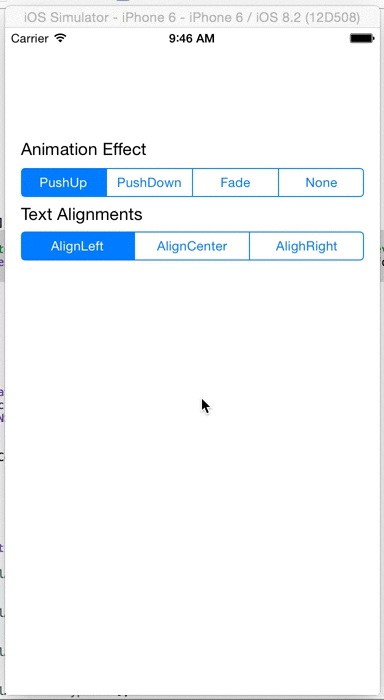 iOS Simulator - iPhone 6 - iPhone 6 / iOS 8.2 (12D508)
Carrier 9:46 AM
Animation Effect
PushUp PushDown Fade None
Text Alignments
AlignLeft AlignCenter AlighRight